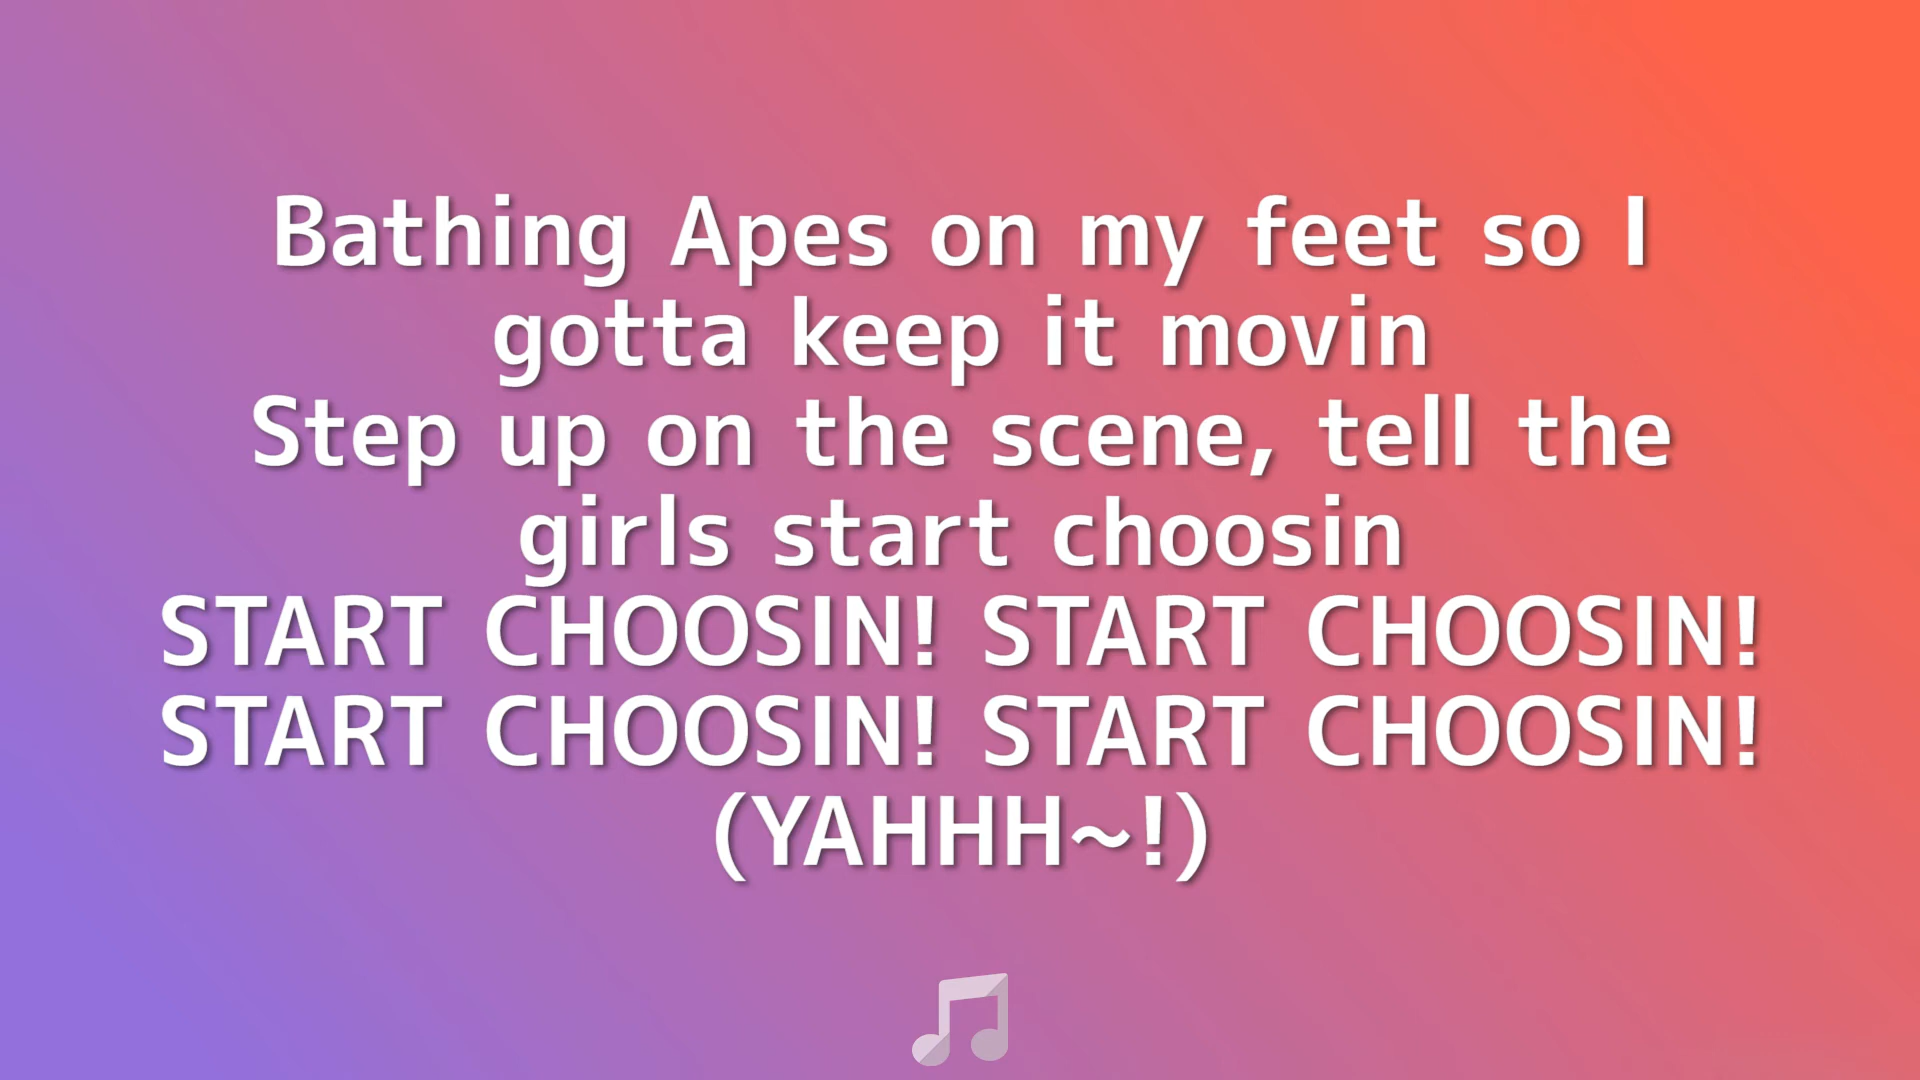 Bathing Apes on my feet so I
gotta keep it movin
Step up on the scene, tell the
girls start choosin
START CHOOSIN! START CHOOSIN!
START CHOOSIN! START CHOOSIN!
(YAHHH~!)